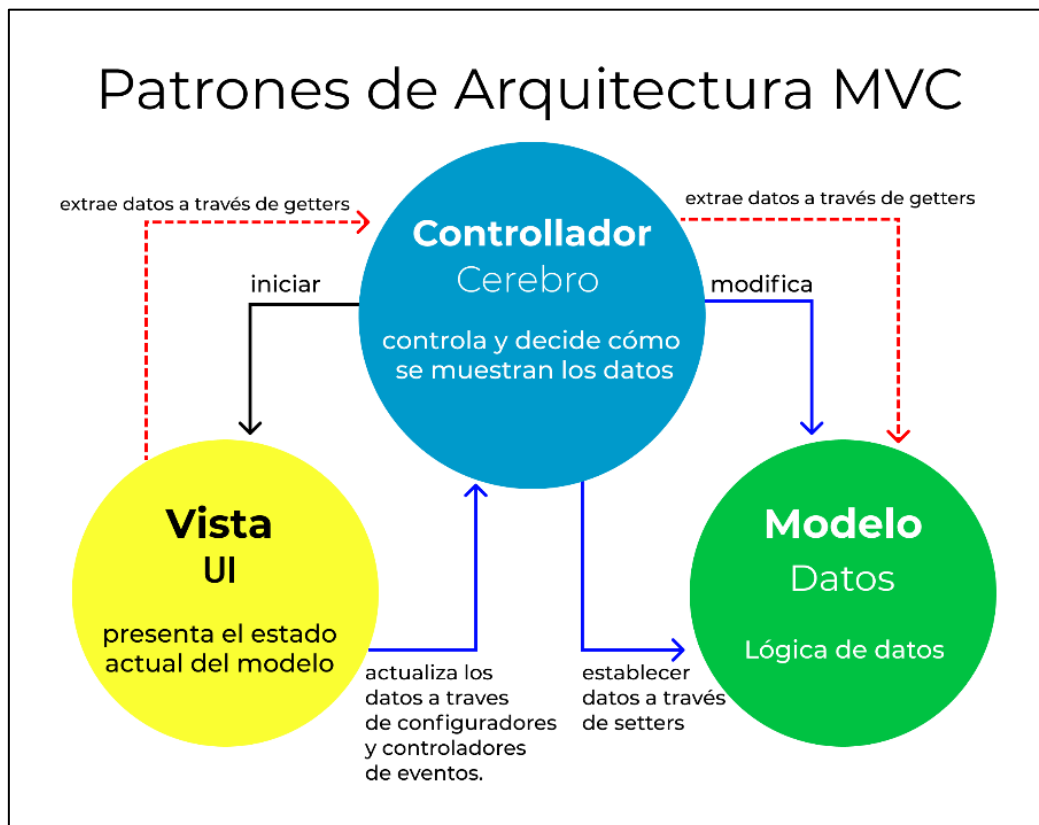 Patrones de Arquitectura MVC
extrae datos a través de getters
extrae datos a través de getters
Controllador
Cerebro
controla y decide cómo
se muestran los datos
iniciar
modifica
Vista
UI
presenta el estado
actual del modelo
Modelo
Datos
Lógica de datos
actualiza los
datos a traves
de configuradores
y controladores
de eventos.
establecer
datos a través
de setters